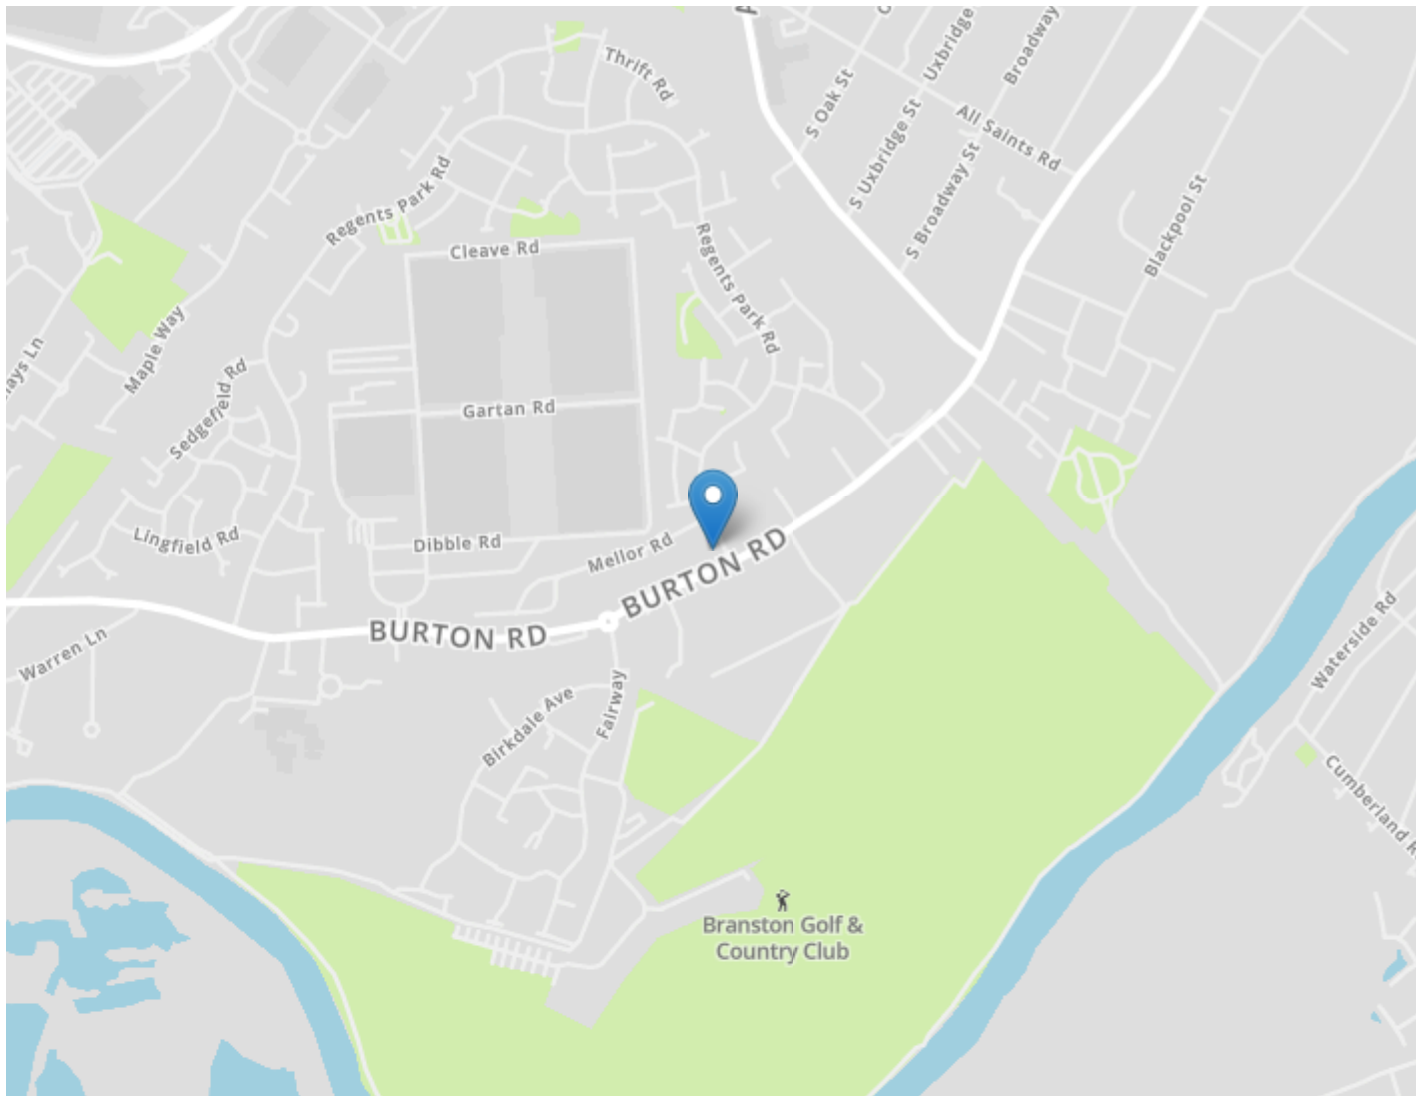 Thrift Rd
S Oak St
Uxbridge
Broadway
All Saints Rd
S Uxbridge St
S Broadway St
Blackpool St
Regents Park Rd
Cleave Rd
Regents Park Rd
Maple Way
Sedgefield Rd
Gartan Rd
Lingfield Rd
Dibble Rd
Mellor Rd
BURTON RD
BURTON RD
Warren Ln
Birkdale Ave
Fairway
Waterside Rd
Cumberland
Branston Golf &
Country Club